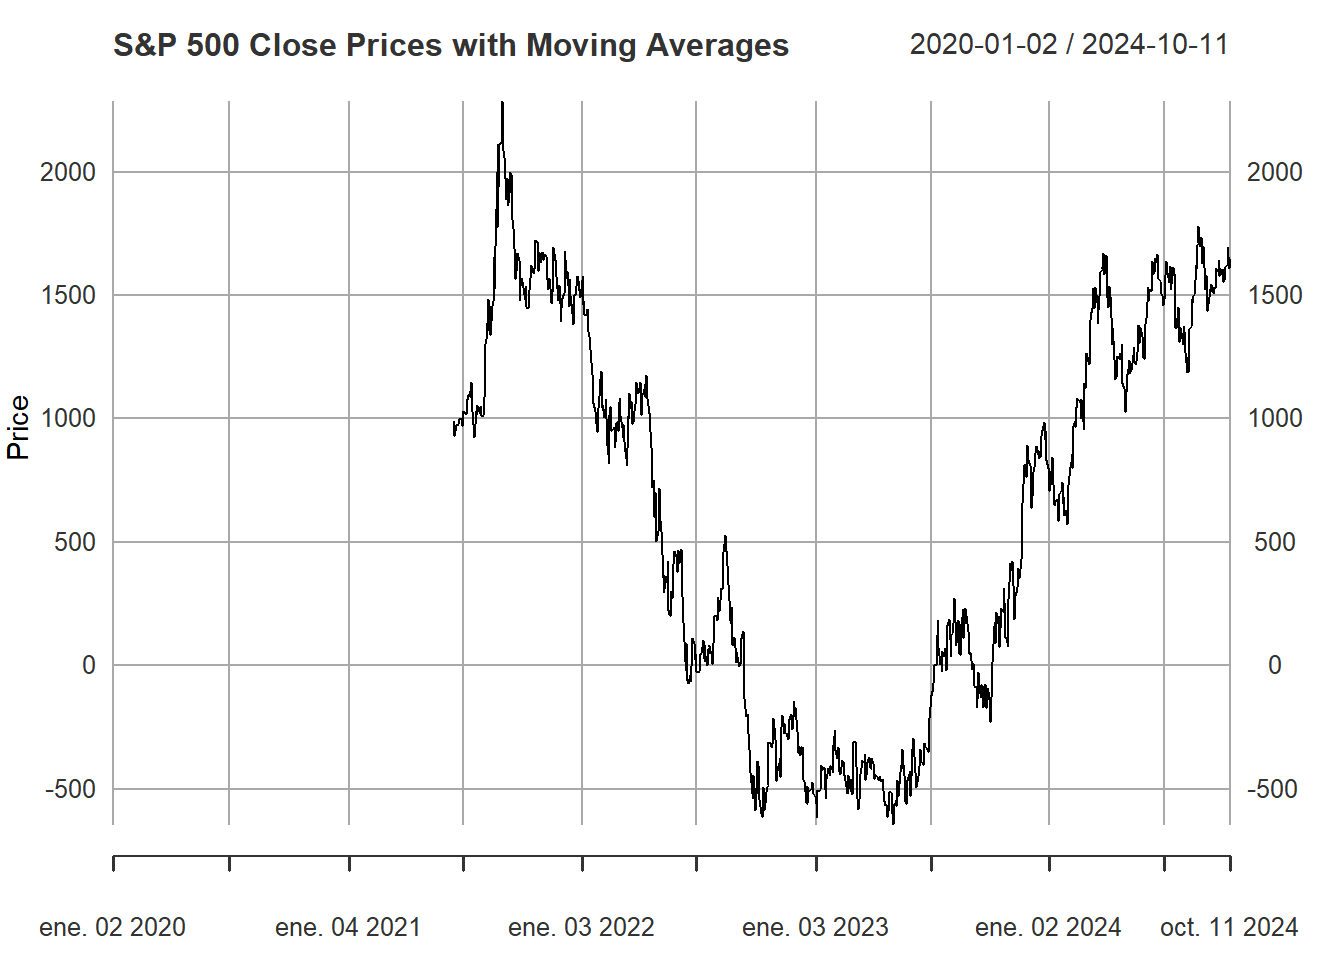 S&P 500 Close Prices with Moving Averages
2020-01-02 / 2024-10-11
2000
2000
1500
1500
1000
1000
500
500
0
0
-500
-500
Price
ene. 02 2020
ene. 04 2021
ene. 03 2022
ene. 03 2023
ene. 02 2024
oct. 11 2024